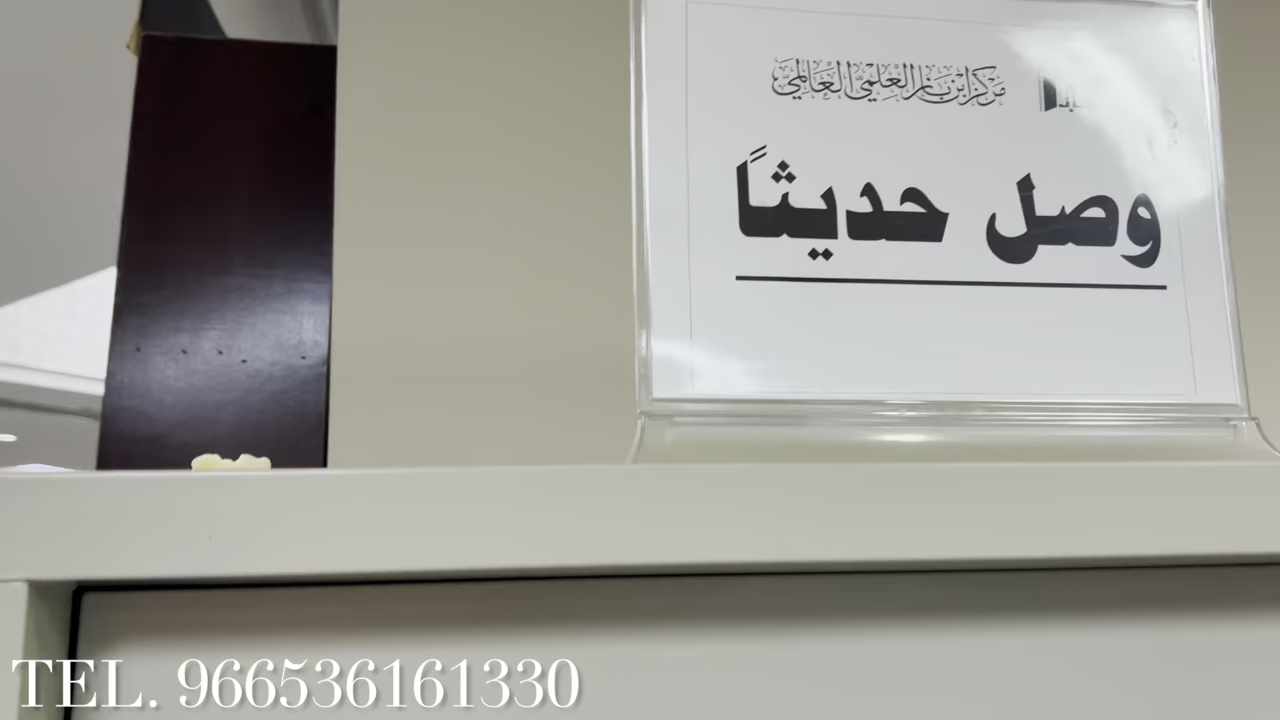 مركز ابن باز العلمي العالمي
وصل حديثاً
TEL. 966536161330